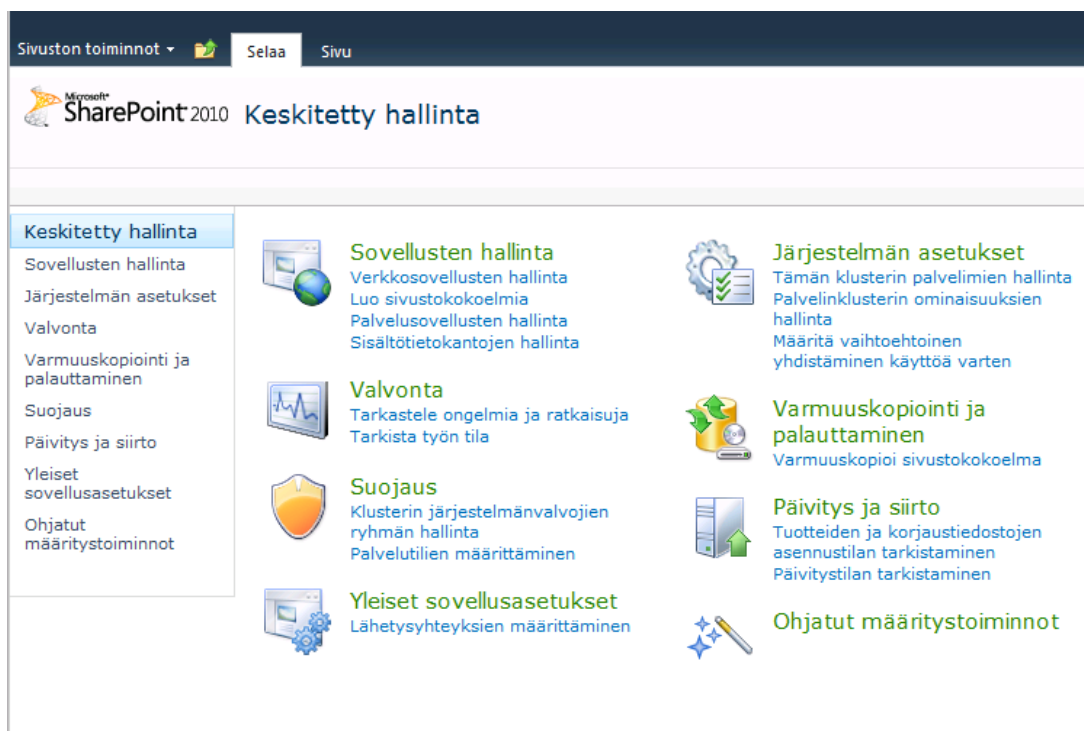 Sivuston toiminnot
Selaa
Sivu
Microsoft
SharePoint 2010
Keskitetty hallinta
Keskitetty hallinta
Sovellusten hallinta
Järjestelmän asetukset
Valvonta
Varmuuskopiointi ja
palauttaminen
Suojaus
Päivitys ja siirto
Yleiset
sovellusasetukset
Ohjatut
määritystoiminnot
Sovellusten hallinta
Verkkosovellusten hallinta
Luo sivustokokoelmia
Palvelusovellusten hallinta
Sisältötietokantojen hallinta
Valvonta
Tarkastele ongelmia ja ratkaisuja
Tarkista työn tila
Suojaus
Klusterin järjestelmänvalvojien
ryhmän hallinta
Palvelutilien määrittäminen
Yleiset sovellusasetukset
Lähetysyhteyksien määrittäminen
Järjestelmän asetukset
Tämän klusterin palvelimien hallinta
Palvelinklusterin ominaisuuksien
hallinta
Määritä vaihtoehtoinen
yhdistäminen käyttöä varten
Varmuuskopiointi ja
palauttaminen
Varmuuskopioi sivustokokoelma
Päivitys ja siirto
Tuotteiden ja korjaustiedostojen
asennustilan tarkistaminen
Päivitystilan tarkistaminen
Ohjatut määritystoiminnot